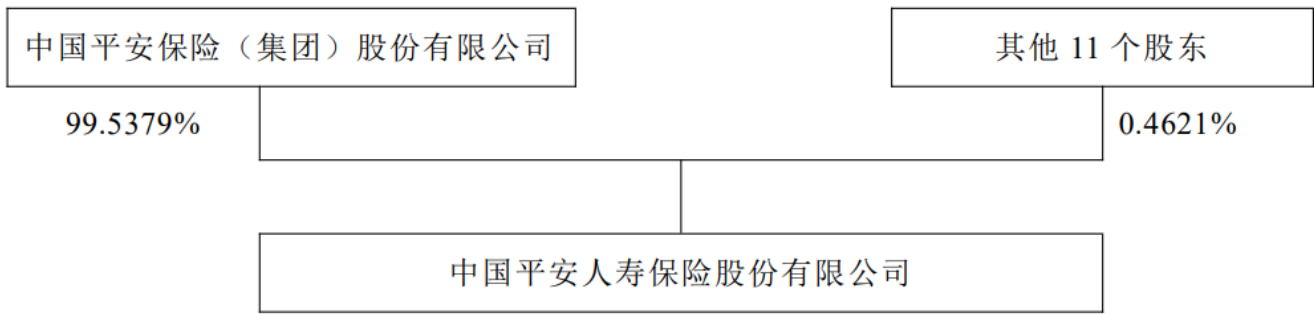 中国平安保险（集团）股份有限公司
其他 11 个股东
99.5379%
0.4621%
中国平安人寿保险股份有限公司